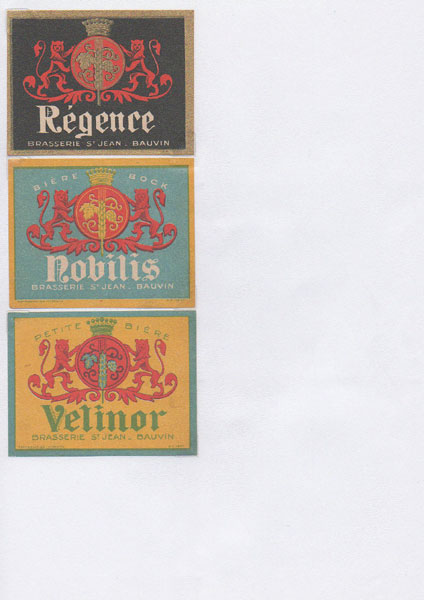 Régence
BRASSERIE ST JEAN . BAUVIN
BIÈRE BOCK
Nobilis
BRASSERIE ST JEAN . BAUVIN
PETITE BIÈRE
Velinor
BRASSERIE ST JEAN . BAUVIN